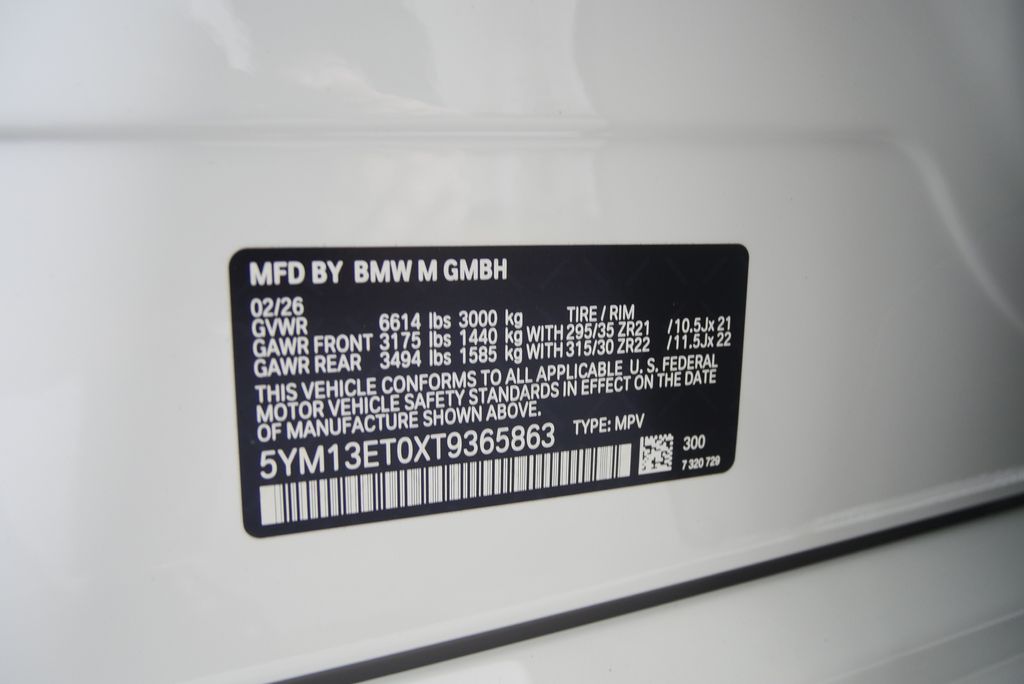 MFD BY BMW M GMBH
02/26
GVWR 6614 lbs 3000 kg TIRE / RIM
GAWR FRONT 3175 lbs 1440 kg WITH 295/35 ZR21 / 10.5Jx 21
GAWR REAR 3494 lbs 1585 kg WITH 315/30 ZR22 / 11.5Jx 22
THIS VEHICLE CONFORMS TO ALL APPLICABLE U. S. FEDERAL
MOTOR VEHICLE SAFETY STANDARDS IN EFFECT ON THE DATE
OF MANUFACTURE SHOWN ABOVE.
5YM13ET0XT9365863 TYPE: MPV
300
7 320 729